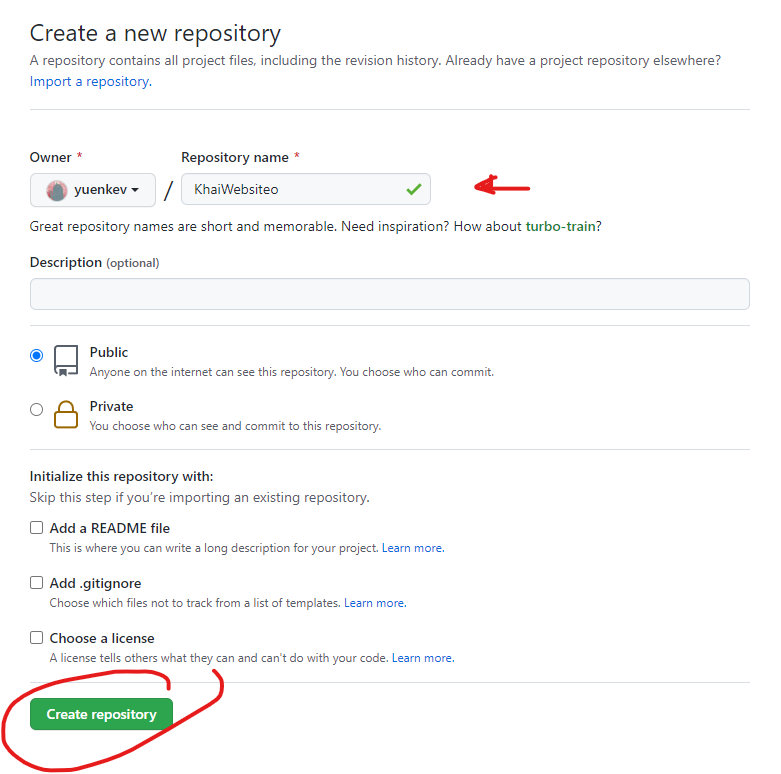 Create a new repository
A repository contains all project files, including the revision history. Already have a project repository elsewhere?
Import a repository.
Owner * Repository name *
yuenkev / KhaiWebsiteo
Great repository names are short and memorable. Need inspiration? How about turbo-train?
Description (optional)
Public
Anyone on the internet can see this repository. You choose who can commit.
Private
You choose who can see and commit to this repository.
Initialize this repository with:
Skip this step if you're importing an existing repository.
Add a README file
This is where you can write a long description for your project. Learn more.
Add .gitignore
Choose which files not to track from a list of templates. Learn more.
Choose a license
A license tells others what they can and can't do with your code. Learn more.
Create repository